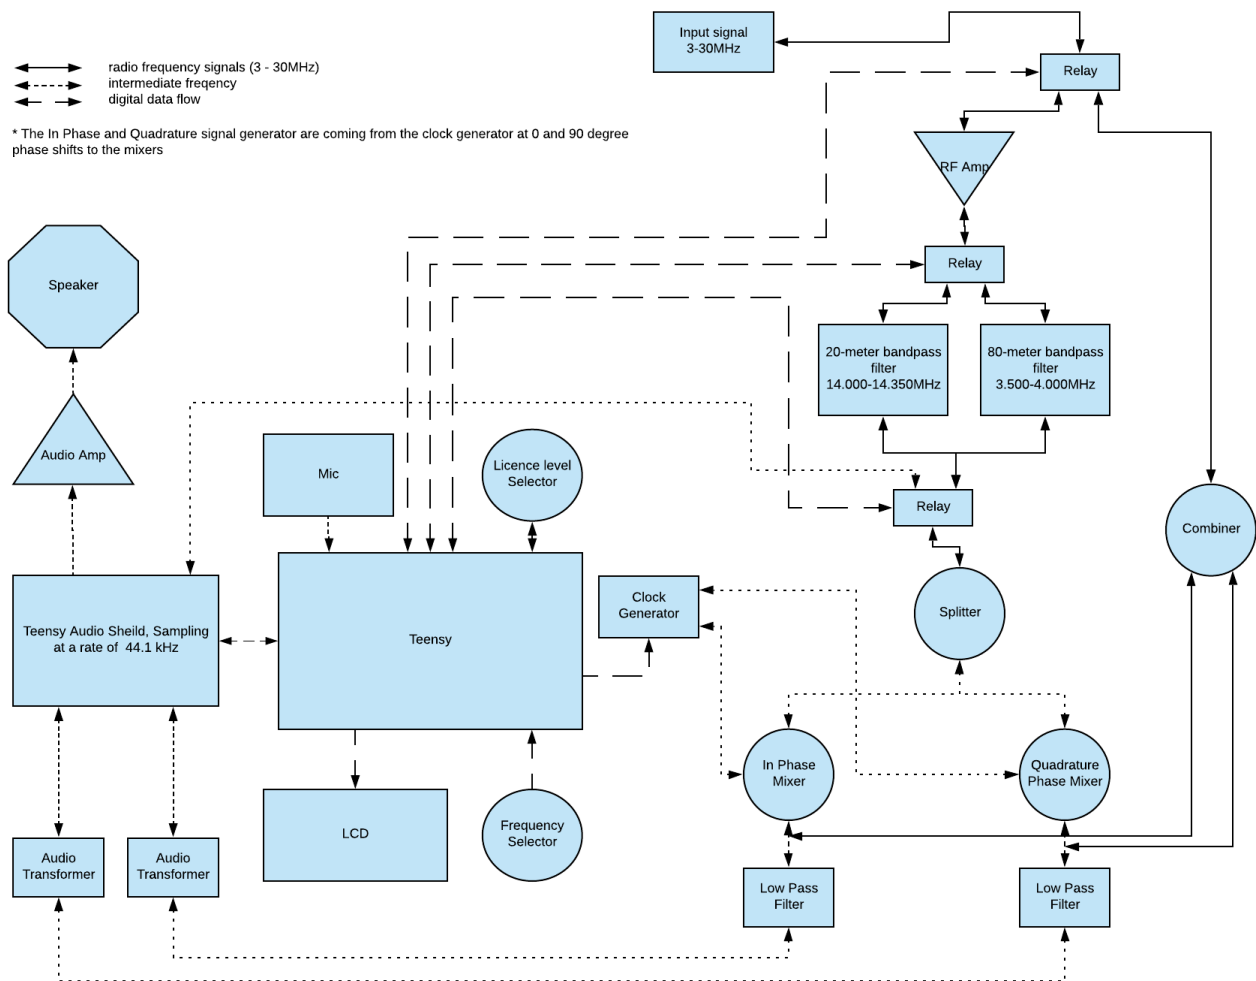 Input signal
3-30MHz
radio frequency signals (3 - 30MHz)
intermediate freqency
digital data flow
Relay
* The In Phase and Quadrature signal generator are coming from the clock generator at 0 and 90 degree
phase shifts to the mixers
RF Amp
Speaker
Relay
20-meter bandpass
filter
14.000-14.350MHz
80-meter bandpass
filter
3.500-4.000MHz
Audio Amp
Mic
Licence level
Selector
Relay
Combiner
Teensy Audio Sheild, Sampling
at a rate of 44.1 kHz
Teensy
Clock
Generator
Splitter
In Phase
Mixer
Quadrature
Phase Mixer
LCD
Frequency
Selector
Audio
Transformer
Audio
Transformer
Low Pass
Filter
Low Pass
Filter